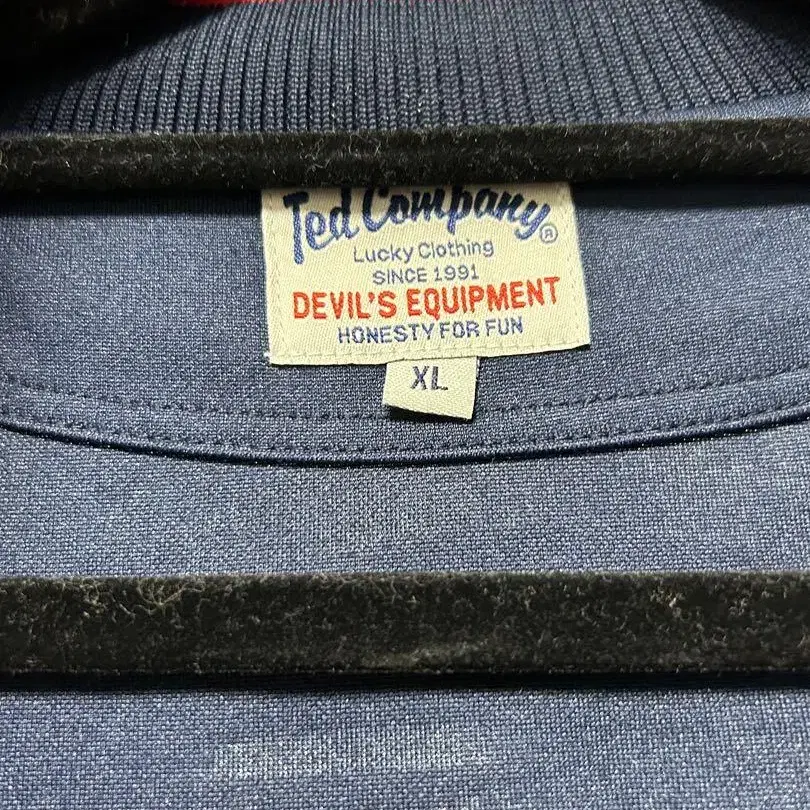 Ted Company®
Lucky Clothing
SINCE 1991
DEVIL'S EQUIPMENT
HONESTY FOR FUN
XL